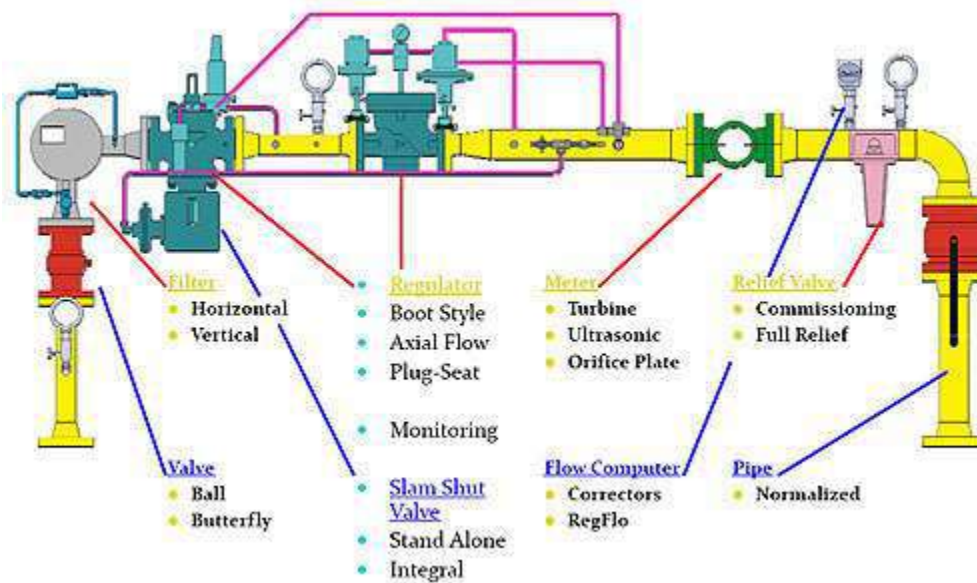 Filter
Horizontal
Vertical
Regulator
Boot Style
Axial Flow
Plug-Seat
Monitoring
Meter
Turbine
Ultrasonic
Orifice Plate
Relief Valve
Commissioning
Full Relief
Valve
Ball
Butterfly
Slam Shut
Valve
Stand Alone
Integral
Flow Computer
Correctors
RegFlo
Pipe
Normalized